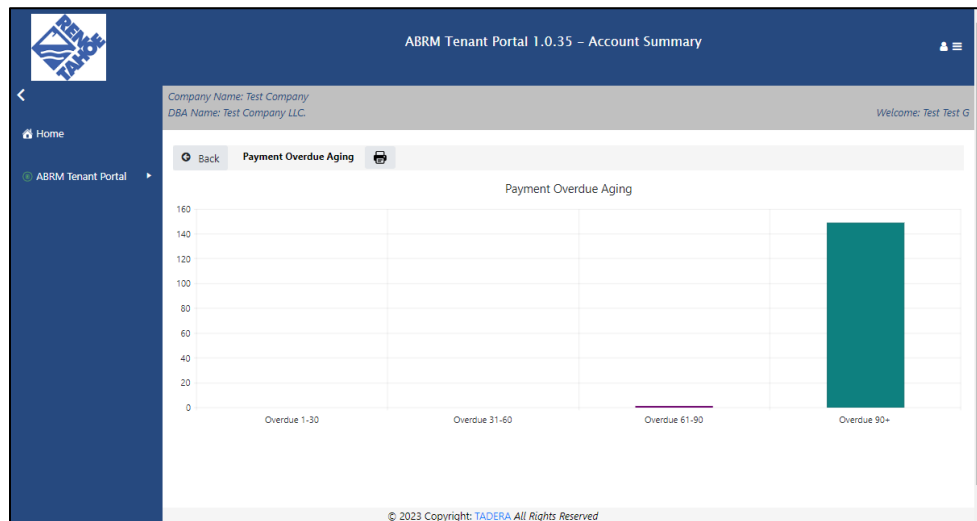 RENO
TAHOE
ABRM Tenant Portal 1.0.35 – Account Summary
Company Name: Test Company
DBA Name: Test Company LLC.
Welcome: Test Test G
Home
ABRM Tenant Portal
Back
Payment Overdue Aging
Payment Overdue Aging
160
140
120
100
80
60
40
20
0
Overdue 1-30
Overdue 31-60
Overdue 61-90
Overdue 90+
© 2023 Copyright: TADERA All Rights Reserved